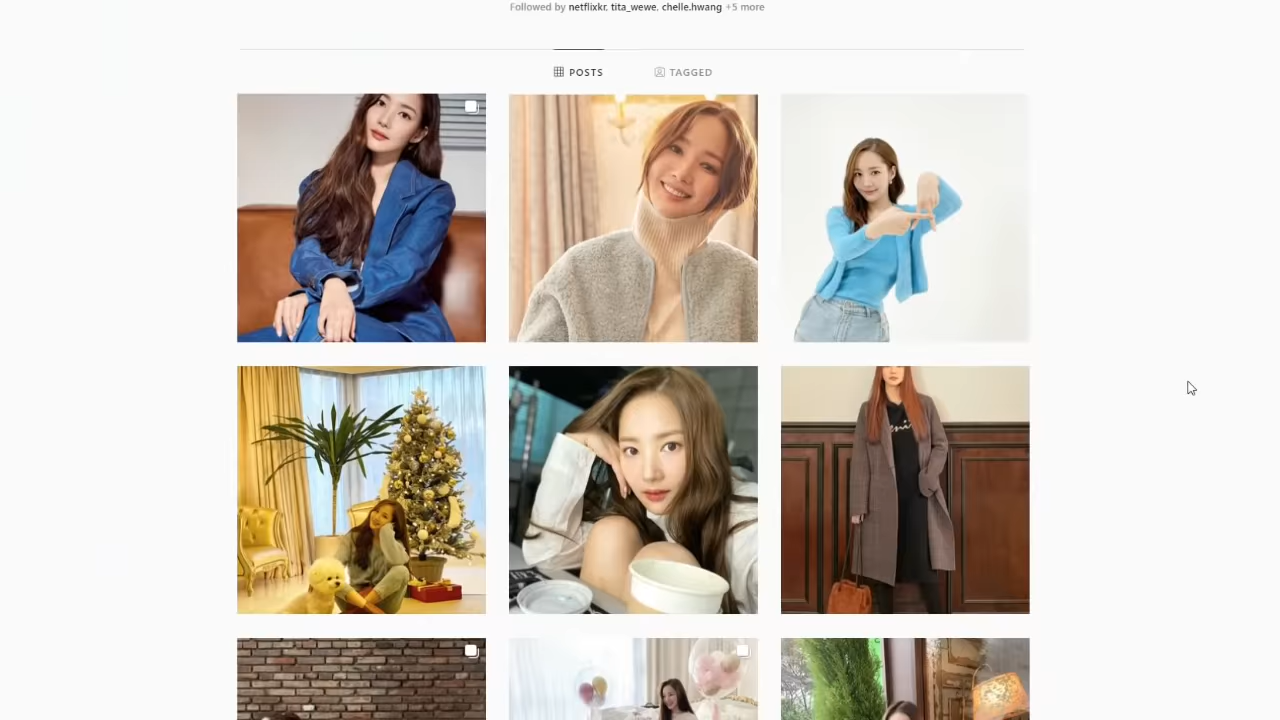 Followed by netflixkr, tita_wewe, chelle.hwang +5 more
POSTS
TAGGED